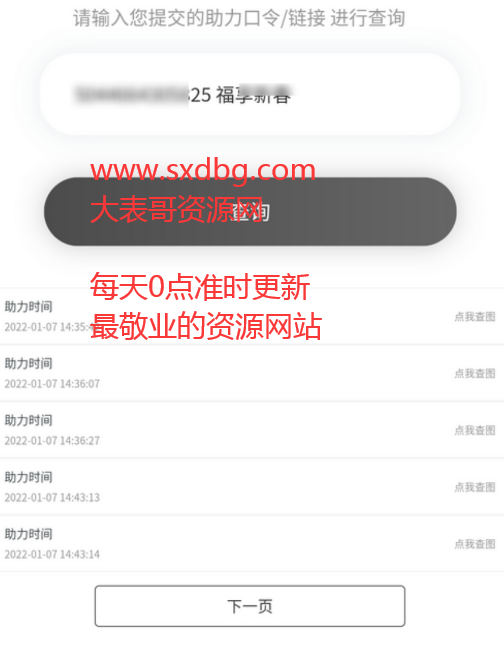 请输入您提交的助力口令/链接 进行查询
25 福享新春
www.sxdbg.com
大表哥资源网
查询
每天0点准时更新
最敬业的资源网站
助力时间
2022-01-07 14:35:4
点我查图
助力时间
2022-01-07 14:36:07
点我查图
助力时间
2022-01-07 14:36:27
点我查图
助力时间
2022-01-07 14:43:13
点我查图
助力时间
2022-01-07 14:43:14
点我查图
下一页